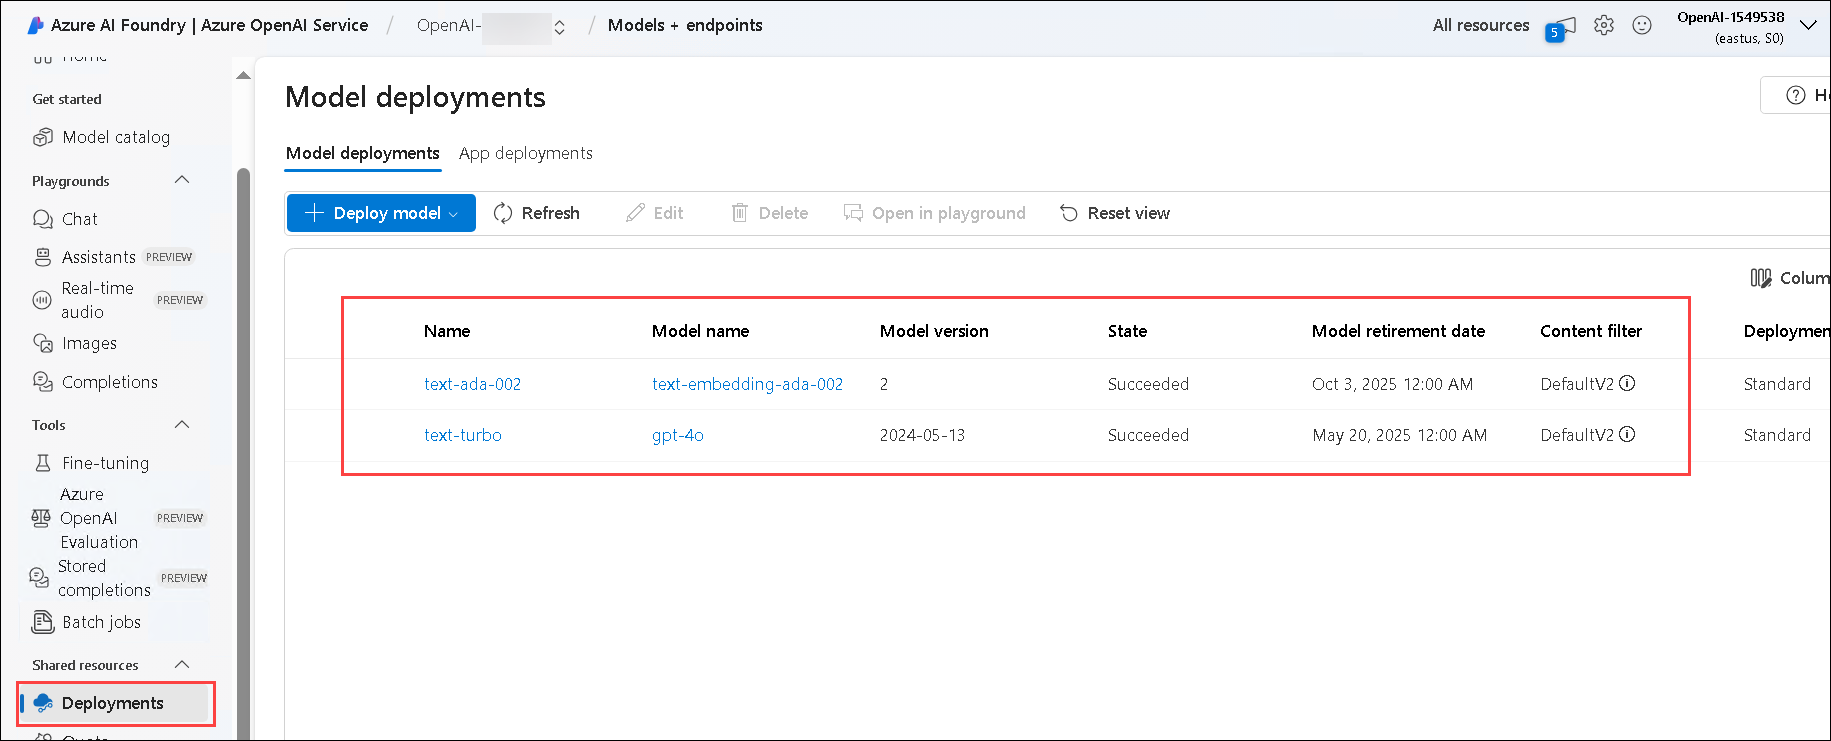 Azure AI Foundry | Azure OpenAI Service / OpenAI- / Models + endpoints
All resources 5 OpenAI-1549538
(eastus, S0)
Home
Get started
Model catalog
Playgrounds
Chat
Assistants PREVIEW
Real-time
audio PREVIEW
Images
Completions
Tools
Fine-tuning
Azure
OpenAI PREVIEW
Evaluation
Stored
completions PREVIEW
Batch jobs
Shared resources
Deployments
Quota
Model deployments
Model deployments App deployments
Deploy model Refresh Edit Delete Open in playground Reset view
Name Model name Model version State Model retirement date Content filter
text-ada-002 text-embedding-ada-002 2 Succeeded Oct 3, 2025 12:00 AM DefaultV2 Standard
text-turbo gpt-4o 2024-05-13 Succeeded May 20, 2025 12:00 AM DefaultV2 Standard